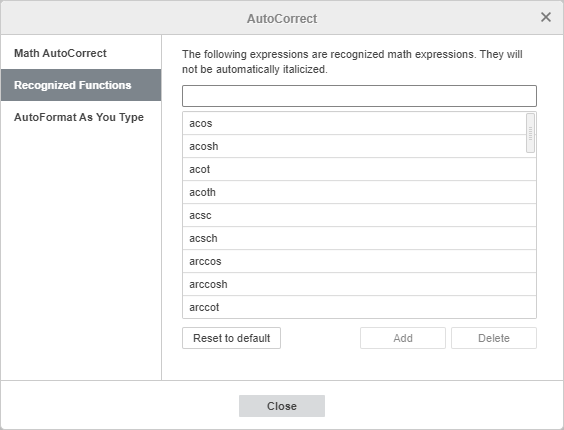 AutoCorrect
Math AutoCorrect
Recognized Functions
AutoFormat As You Type
The following expressions are recognized math expressions. They will
not be automatically italicized.
acos
acosh
acot
acoth
acsc
acsch
arccos
arccosh
arccot
Reset to default
Add
Delete
Close